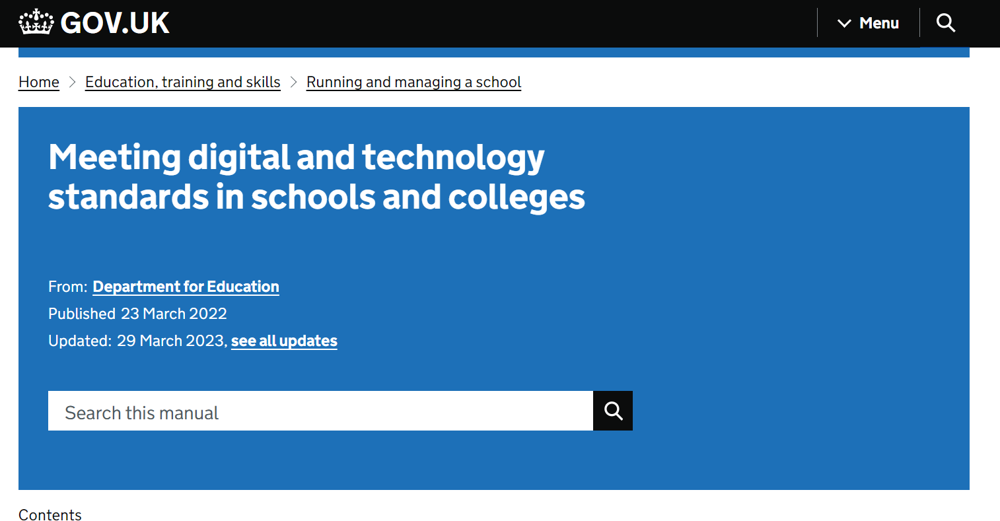 GOV.UK
Menu
Home > Education, training and skills > Running and managing a school
Meeting digital and technology
standards in schools and colleges
From: Department for Education
Published 23 March 2022
Updated: 29 March 2023, see all updates
Search this manual
Contents